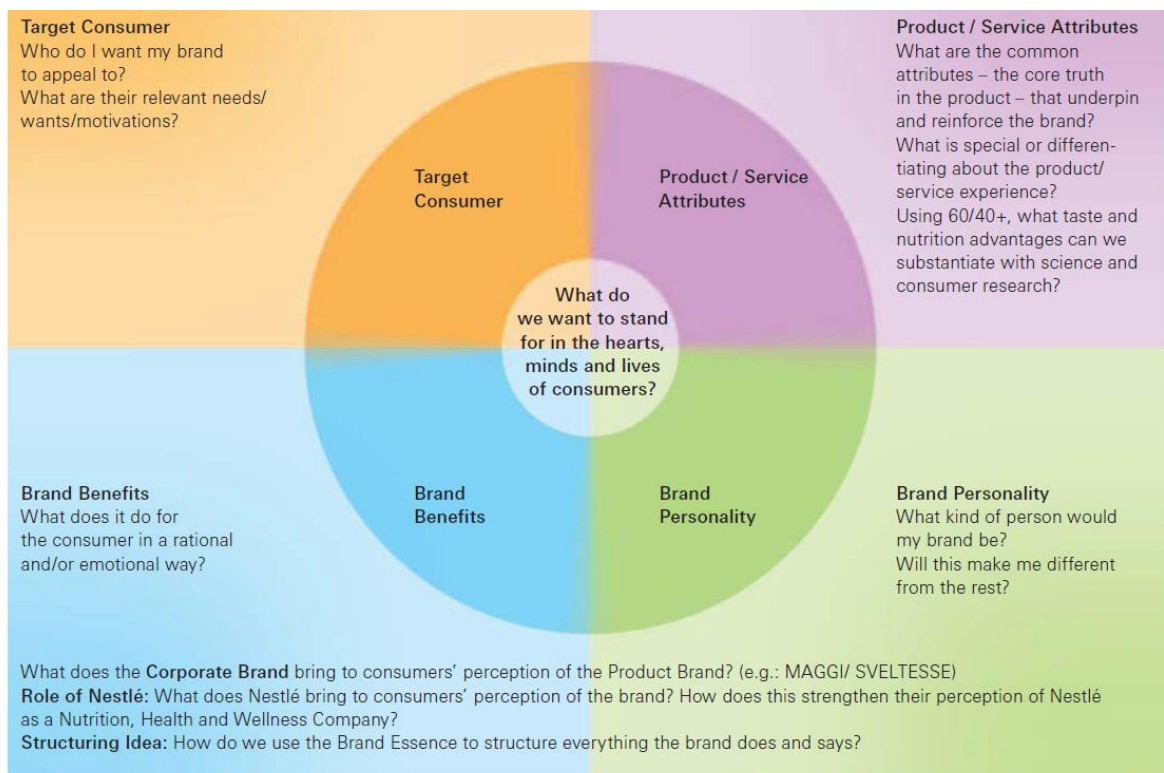 Target Consumer
Who do I want my brand
to appeal to?
What are their relevant needs/
wants/motivations?
Product / Service Attributes
What are the common
attributes – the core truth
in the product – that underpin
and reinforce the brand?
What is special or differen-
tiating about the product/
service experience?
Using 60/40+, what taste and
nutrition advantages can we
substantiate with science and
consumer research?
Target
Consumer
Product / Service
Attributes
What do
we want to stand
for in the hearts,
minds and lives
of consumers?
Brand
Benefits
Brand
Personality
Brand Benefits
What does it do for
the consumer in a rational
and/or emotional way?
Brand Personality
What kind of person would
my brand be?
Will this make me different
from the rest?
What does the Corporate Brand bring to consumers’ perception of the Product Brand? (e.g.: MAGGI/ SVELTESSE)
Role of Nestlé: What does Nestlé bring to consumers’ perception of the brand? How does this strengthen their perception of Nestlé
as a Nutrition, Health and Wellness Company?
Structuring Idea: How do we use the Brand Essence to structure everything the brand does and says?